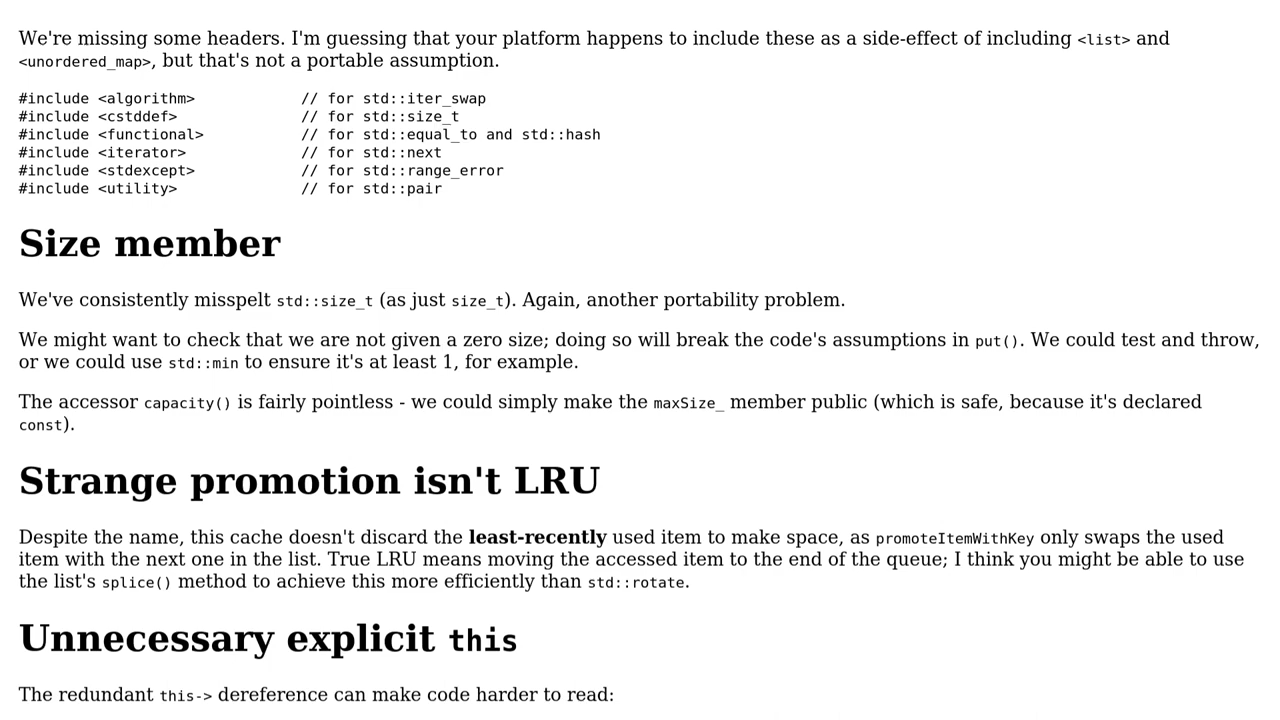 We're missing some headers. I'm guessing that your platform happens to include these as a side-effect of including <list> and
<unordered_map>, but that's not a portable assumption.
#include <algorithm>            // for std::iter_swap
#include <cstddef>              // for std::size_t
#include <functional>           // for std::equal_to and std::hash
#include <iterator>             // for std::next
#include <stdexcept>            // for std::range_error
#include <utility>              // for std::pair
Size member
We've consistently misspelt std::size_t (as just size_t). Again, another portability problem.
We might want to check that we are not given a zero size; doing so will break the code's assumptions in put(). We could test and throw,
or we could use std::min to ensure it's at least 1, for example.
The accessor capacity() is fairly pointless - we could simply make the maxSize_ member public (which is safe, because it's declared
const).
Strange promotion isn't LRU
Despite the name, this cache doesn't discard the least-recently used item to make space, as promoteItemWithKey only swaps the used
item with the next one in the list. True LRU means moving the accessed item to the end of the queue; I think you might be able to use
the list's splice() method to achieve this more efficiently than std::rotate.
Unnecessary explicit this
The redundant this-> dereference can make code harder to read: